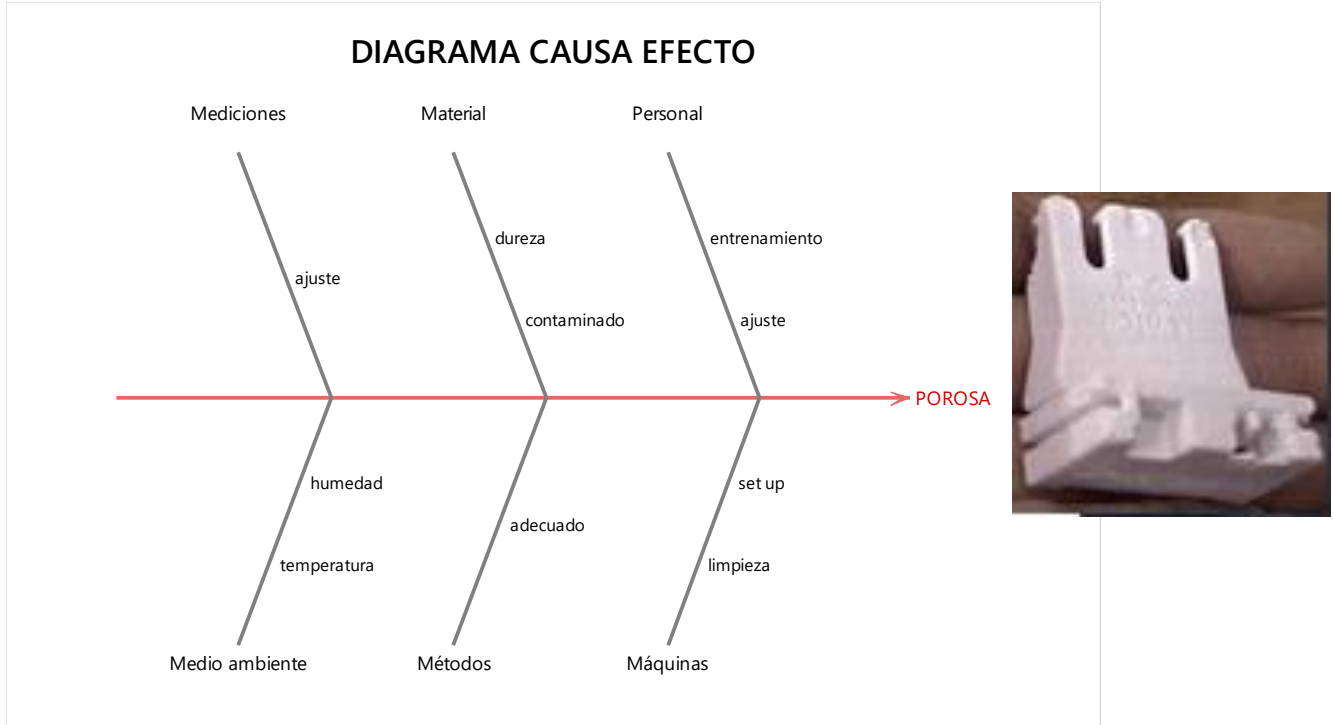 DIAGRAMA CAUSA EFECTO
Mediciones
Material
Personal
dureza
entrenamiento
ajuste
contaminado
ajuste
POROSA
humedad
set up
adecuado
temperatura
limpieza
Medio ambiente
Métodos
Máquinas